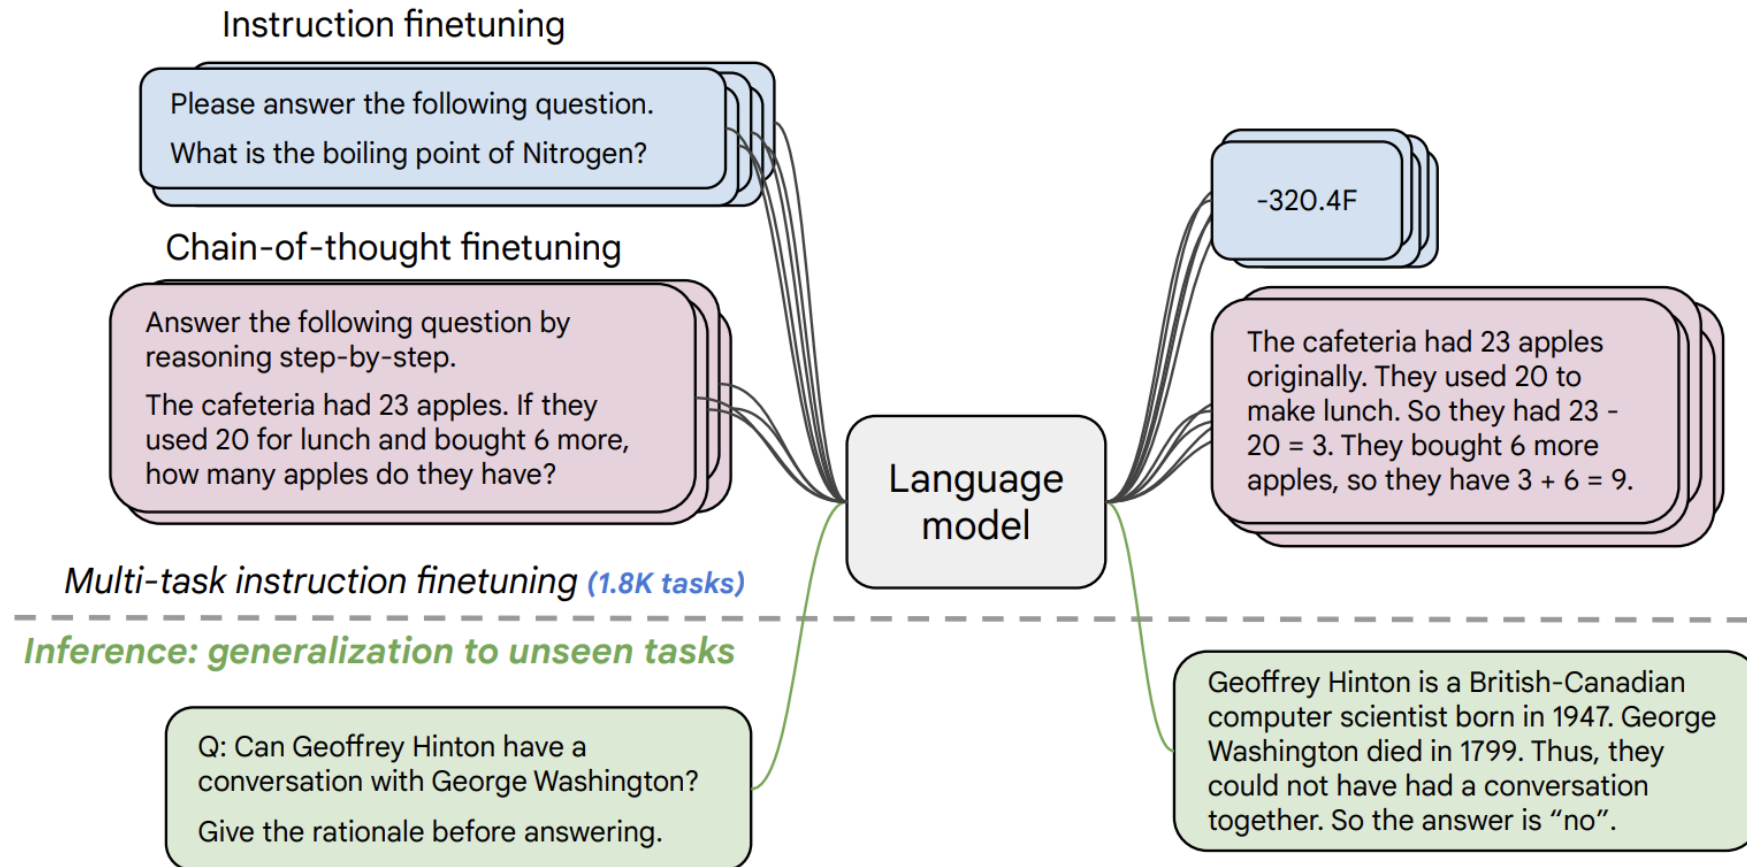 Instruction finetuning
Please answer the following question.
What is the boiling point of Nitrogen?
Chain-of-thought finetuning
Answer the following question by
reasoning step-by-step.
The cafeteria had 23 apples. If they
used 20 for lunch and bought 6 more,
how many apples do they have?
Multi-task instruction finetuning (1.8K tasks)
Language
model
-320.4F
The cafeteria had 23 apples
originally. They used 20 to
make lunch. So they had 23 -
20 = 3. They bought 6 more
apples, so they have 3 + 6 = 9.
Inference: generalization to unseen tasks
Q: Can Geoffrey Hinton have a
conversation with George Washington?
Give the rationale before answering.
Geoffrey Hinton is a British-Canadian
computer scientist born in 1947. George
Washington died in 1799. Thus, they
could not have had a conversation
together. So the answer is “no”.